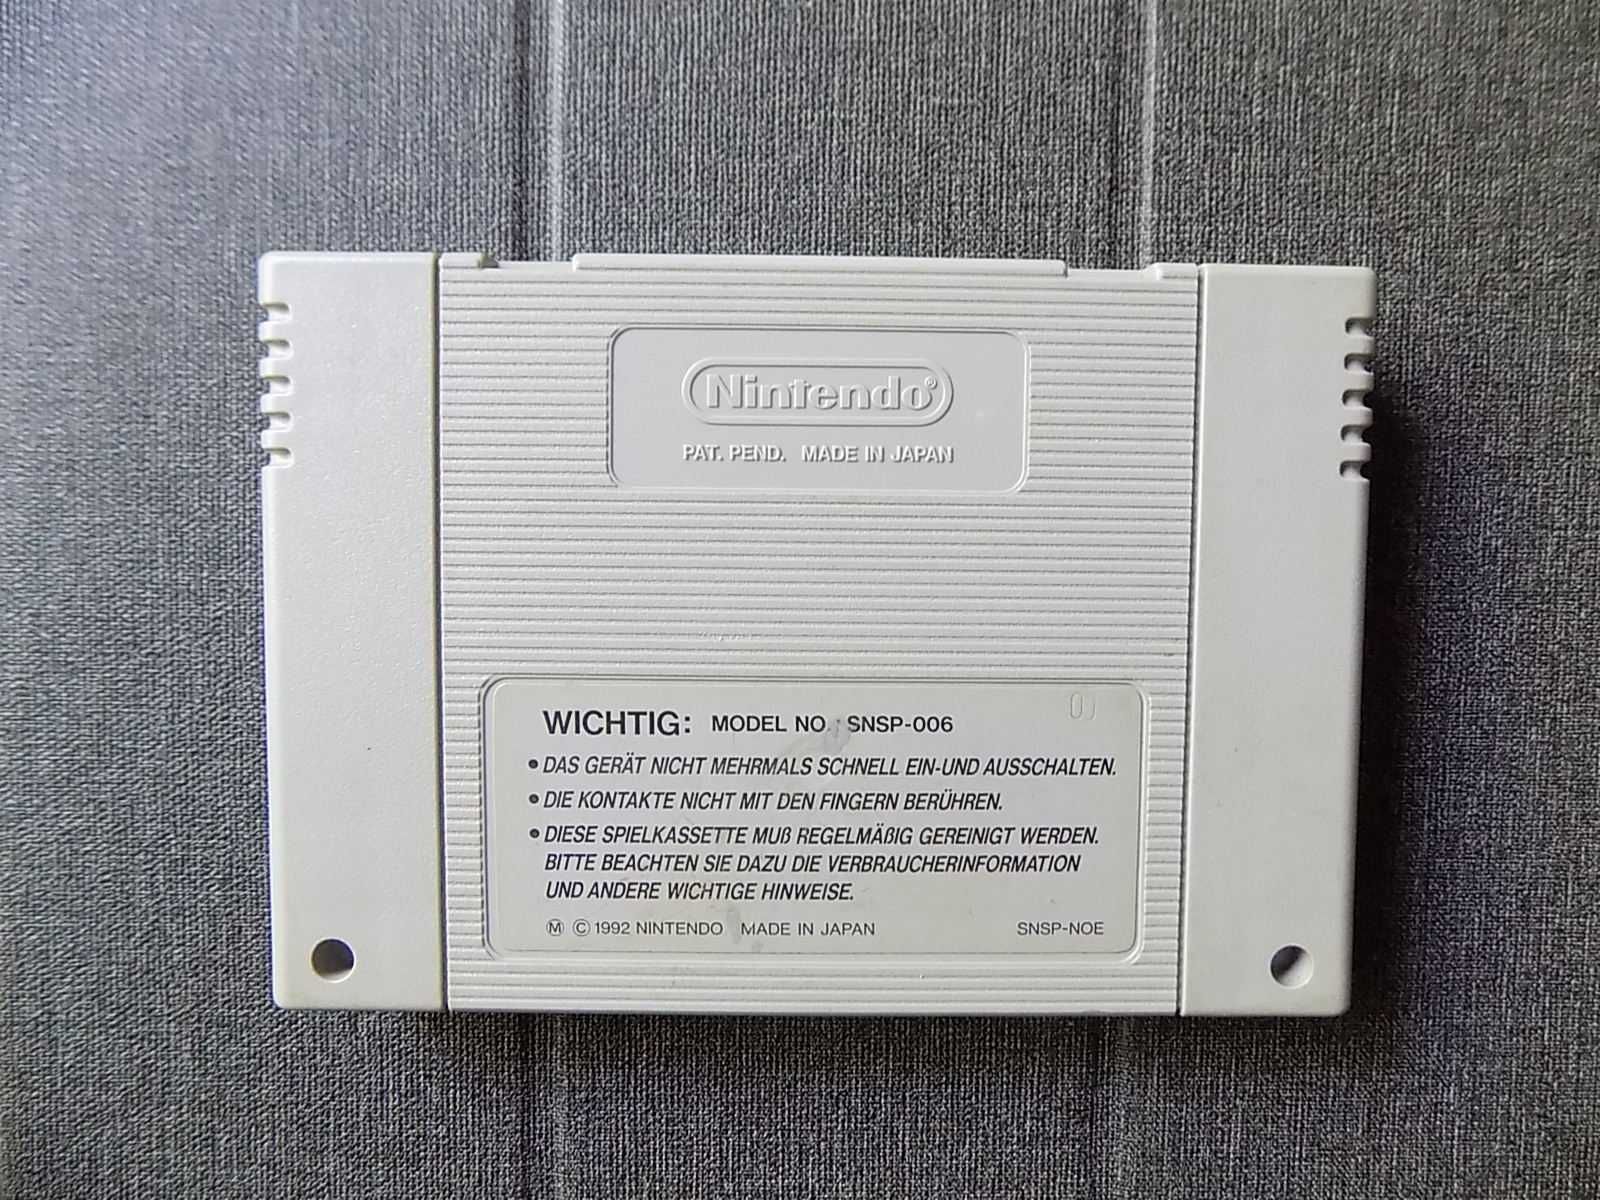 Nintendo®
PAT. PEND. MADE IN JAPAN
WICHTIG: MODEL NO. SNSP-006
• DAS GERÄT NICHT MEHRMALS SCHNELL EIN-UND AUSSCHALTEN.
• DIE KONTAKTE NICHT MIT DEN FINGERN BERÜHREN.
• DIESE SPIELKASSETTE MUß REGELMÄßIG GEREINIGT WERDEN.
BITTE BEACHTEN SIE DAZU DIE VERBRAUCHERINFORMATION
UND ANDERE WICHTIGE HINWEISE.
Ⓜ © 1992 NINTENDO MADE IN JAPAN SNSP-NOE